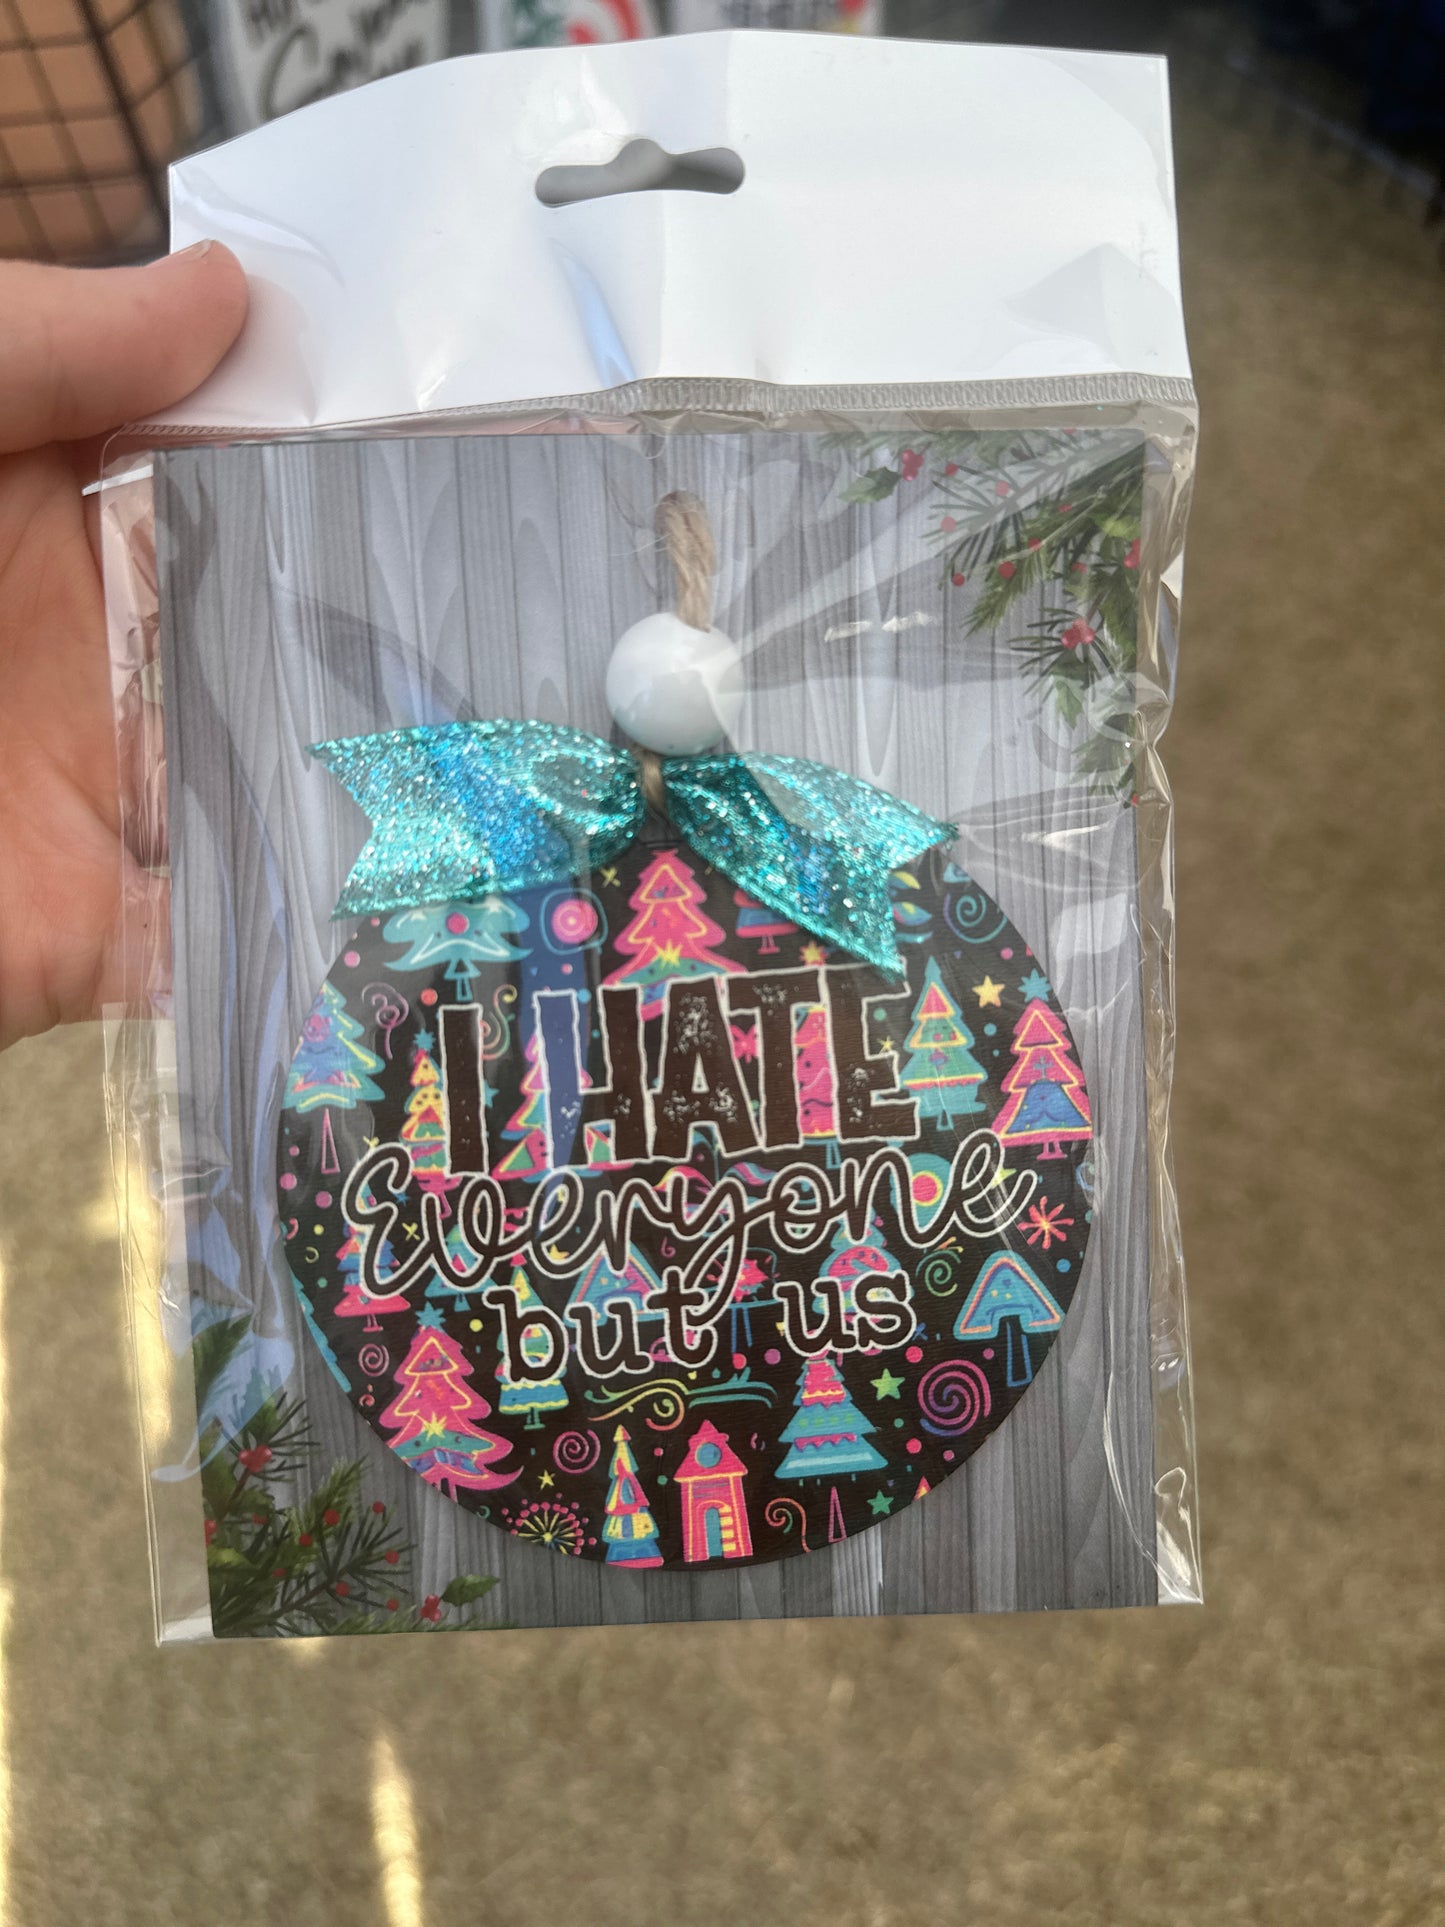 I HATE
Everyone
but us